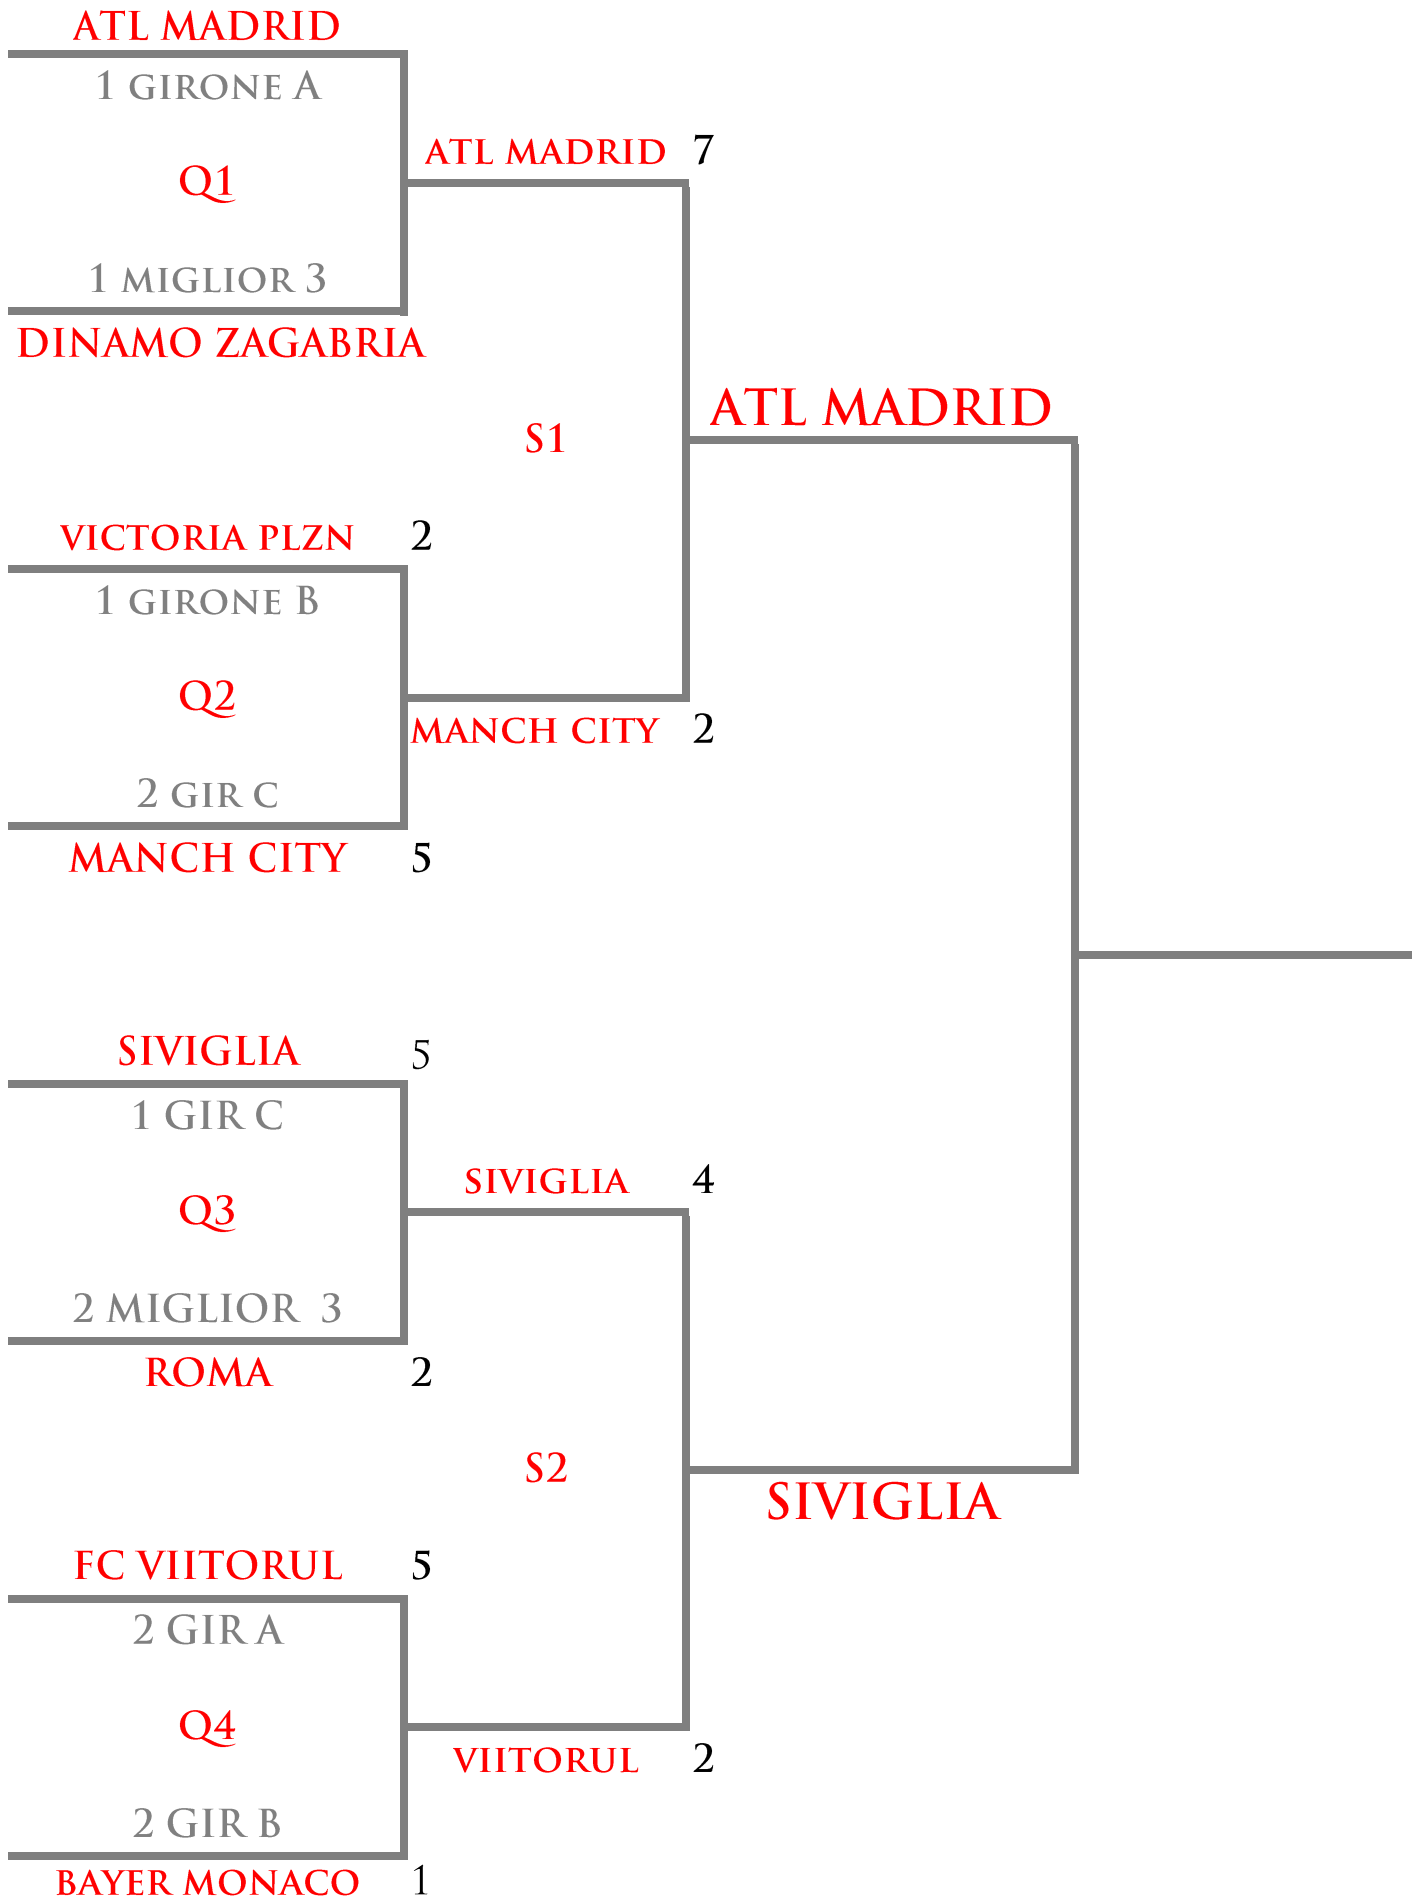 ATL MADRID
1 GIRONE A
Q1
1 MIGLIOR 3
DINAMO ZAGABRIA
ATL MADRID 7
S1
ATL MADRID
VICTORIA PLZN 2
1 GIRONE B
Q2
2 GIR C
MANCH CITY 5
MANCH CITY 2
SIVIGLIA 5
1 GIR C
Q3
2 MIGLIOR 3
ROMA 2
SIVIGLIA 4
S2
SIVIGLIA
FC VIITORUL 5
2 GIR A
Q4
2 GIR B
BAYER MONACO 1
VIITORUL 2